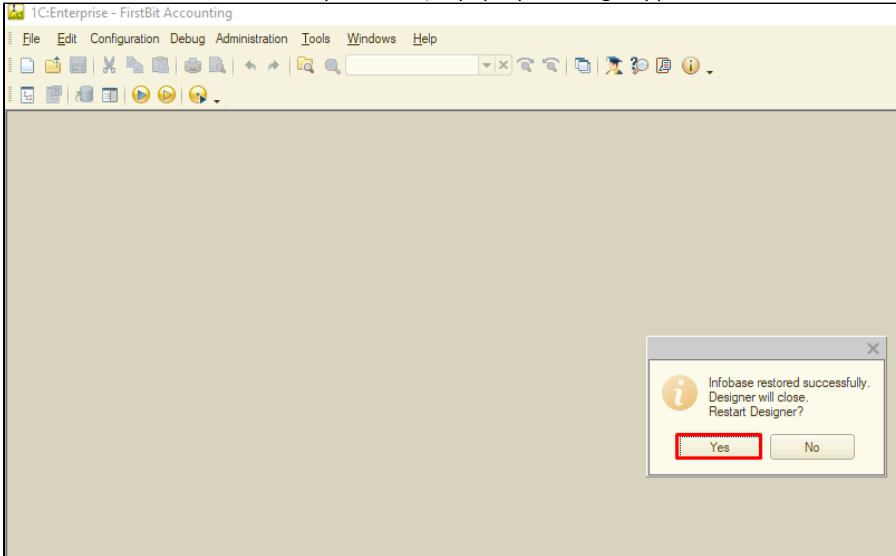 1C:Enterprise - FirstBit Accounting
File Edit Configuration Debug Administration Tools Windows Help
Infobase restored successfully.
Designer will close.
Restart Designer?
Yes No